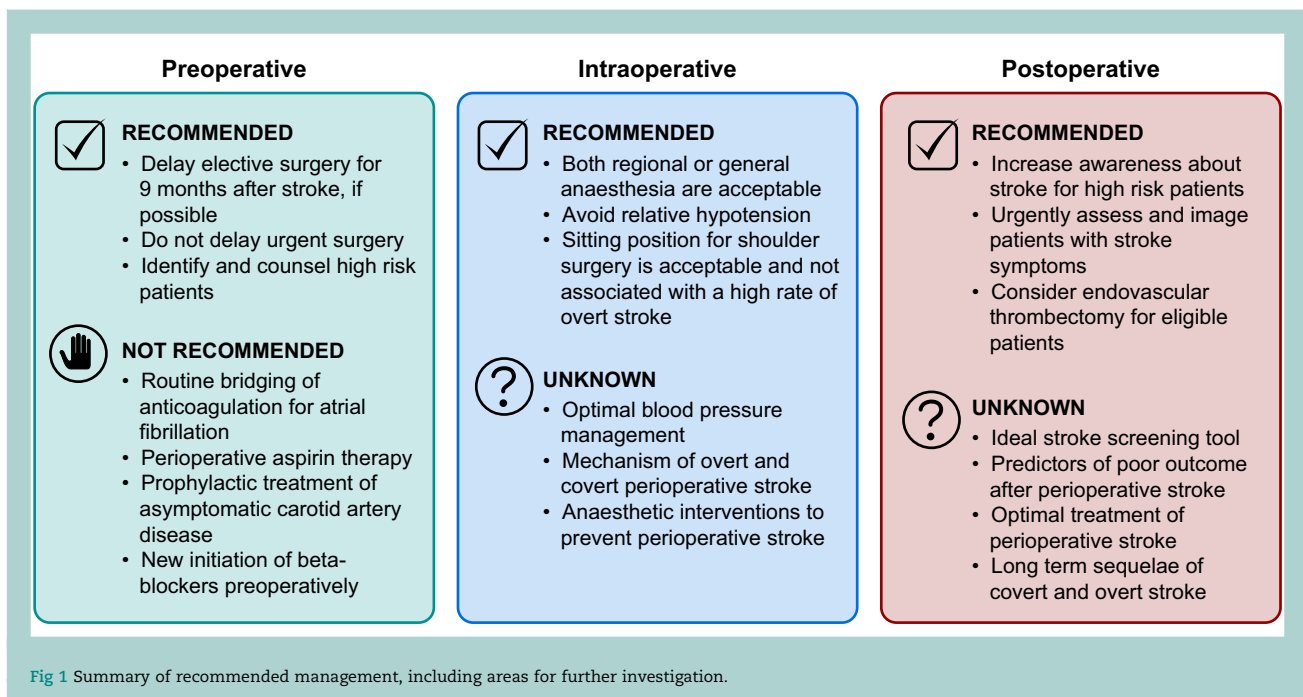 Preoperative
RECOMMENDED
• Delay elective surgery for
9 months after stroke, if
possible
• Do not delay urgent surgery
• Identify and counsel high risk
patients
NOT RECOMMENDED
• Routine bridging of
anticoagulation for atrial
fibrillation
• Perioperative aspirin therapy
• Prophylactic treatment of
asymptomatic carotid artery
disease
• New initiation of beta-
blockers preoperatively
Intraoperative
RECOMMENDED
• Both regional or general
anaesthesia are acceptable
• Avoid relative hypotension
• Sitting position for shoulder
surgery is acceptable and not
associated with a high rate of
overt stroke
?
UNKNOWN
• Optimal blood pressure
management
• Mechanism of overt and
covert perioperative stroke
• Anaesthetic interventions to
prevent perioperative stroke
Postoperative
RECOMMENDED
• Increase awareness about
stroke for high risk patients
• Urgently assess and image
patients with stroke
symptoms
• Consider endovascular
thrombectomy for eligible
patients
?
UNKNOWN
• Ideal stroke screening tool
• Predictors of poor outcome
after perioperative stroke
• Optimal treatment of
perioperative stroke
• Long term sequelae of
covert and overt stroke
Fig 1 Summary of recommended management, including areas for further investigation.